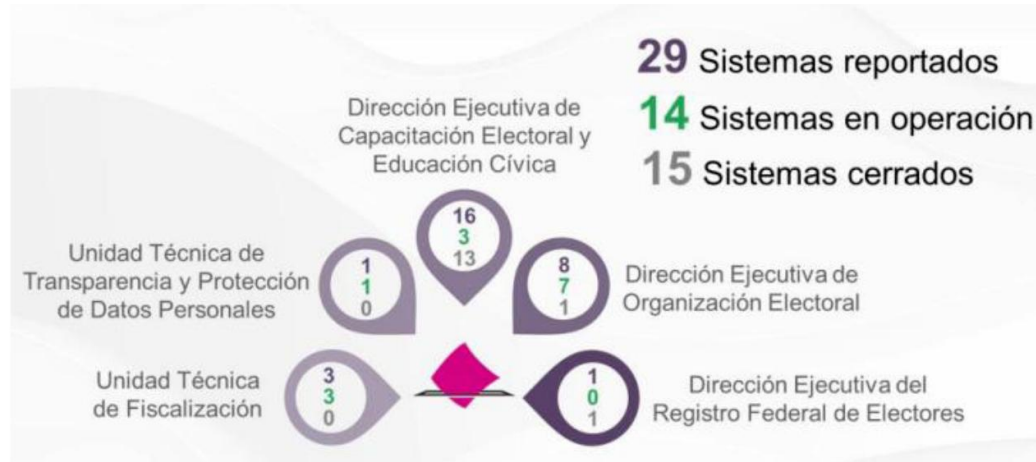 29 Sistemas reportados
14 Sistemas en operación
15 Sistemas cerrados
Dirección Ejecutiva de
Capacitación Electoral y
Educación Cívica
16
3
13
Unidad Técnica de
Transparencia y Protección
de Datos Personales
1
1
0
8
7
1
Dirección Ejecutiva de
Organización Electoral
Unidad Técnica
de Fiscalización
3
3
0
1
0
1
Dirección Ejecutiva del
Registro Federal de Electores